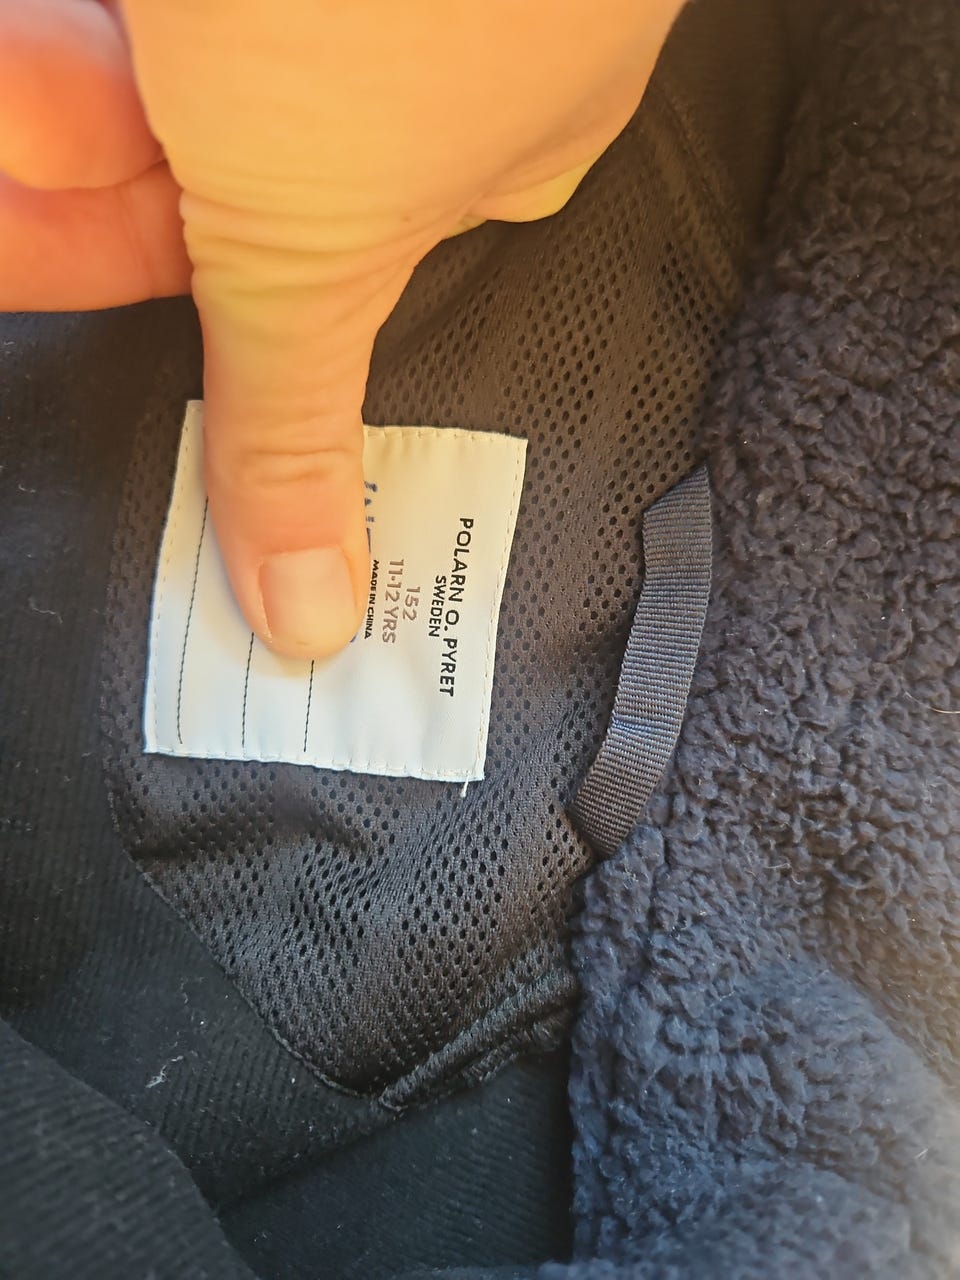 POLARN O. PYRET
SWEDEN
152
11-12 YRS
MADE IN CHINA